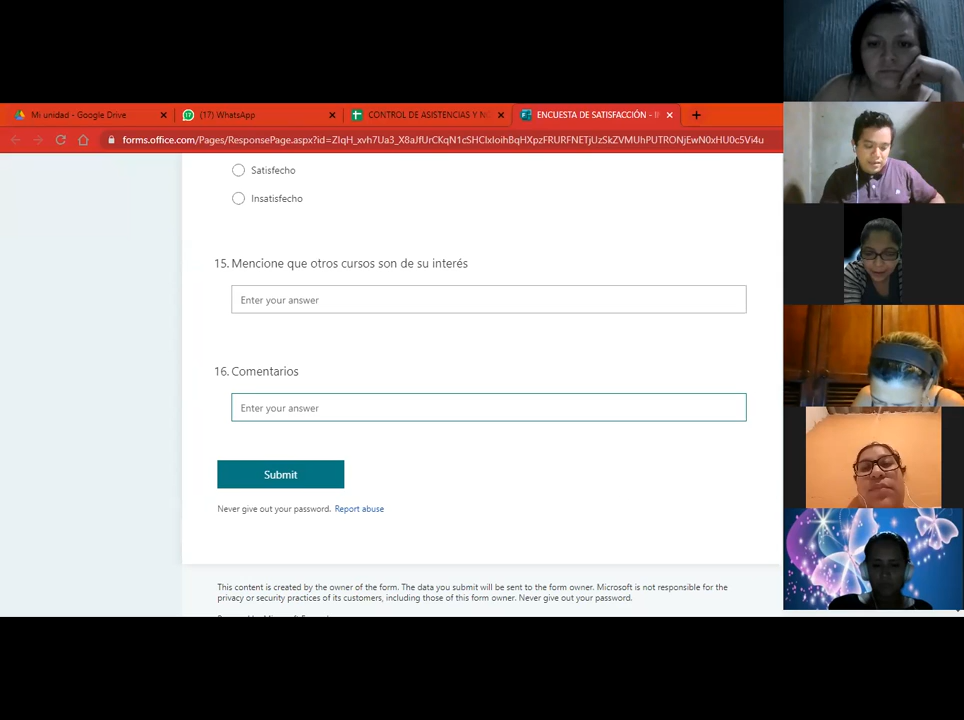 Mi unidad - Google Drive
(17) WhatsApp
CONTROL DE ASISTENCIAS Y NO
ENCUESTA DE SATISFACCIÓN - I
forms.office.com/Pages/ResponsePage.aspx?id=ZIqH_xvh7Ua3_X8aJfUrCKqN1cSHCIxloihBqHXpzFRURFNETjUzSkZVMUhPUTRONjEwN0xHU0c5Vi4u
Satisfecho
Insatisfecho
15. Mencione que otros cursos son de su interés
Enter your answer
16. Comentarios
Enter your answer
Submit
Never give out your password. Report abuse
This content is created by the owner of the form. The data you submit will be sent to the form owner. Microsoft is not responsible for the
privacy or security practices of its customers, including those of this form owner. Never give out your password.